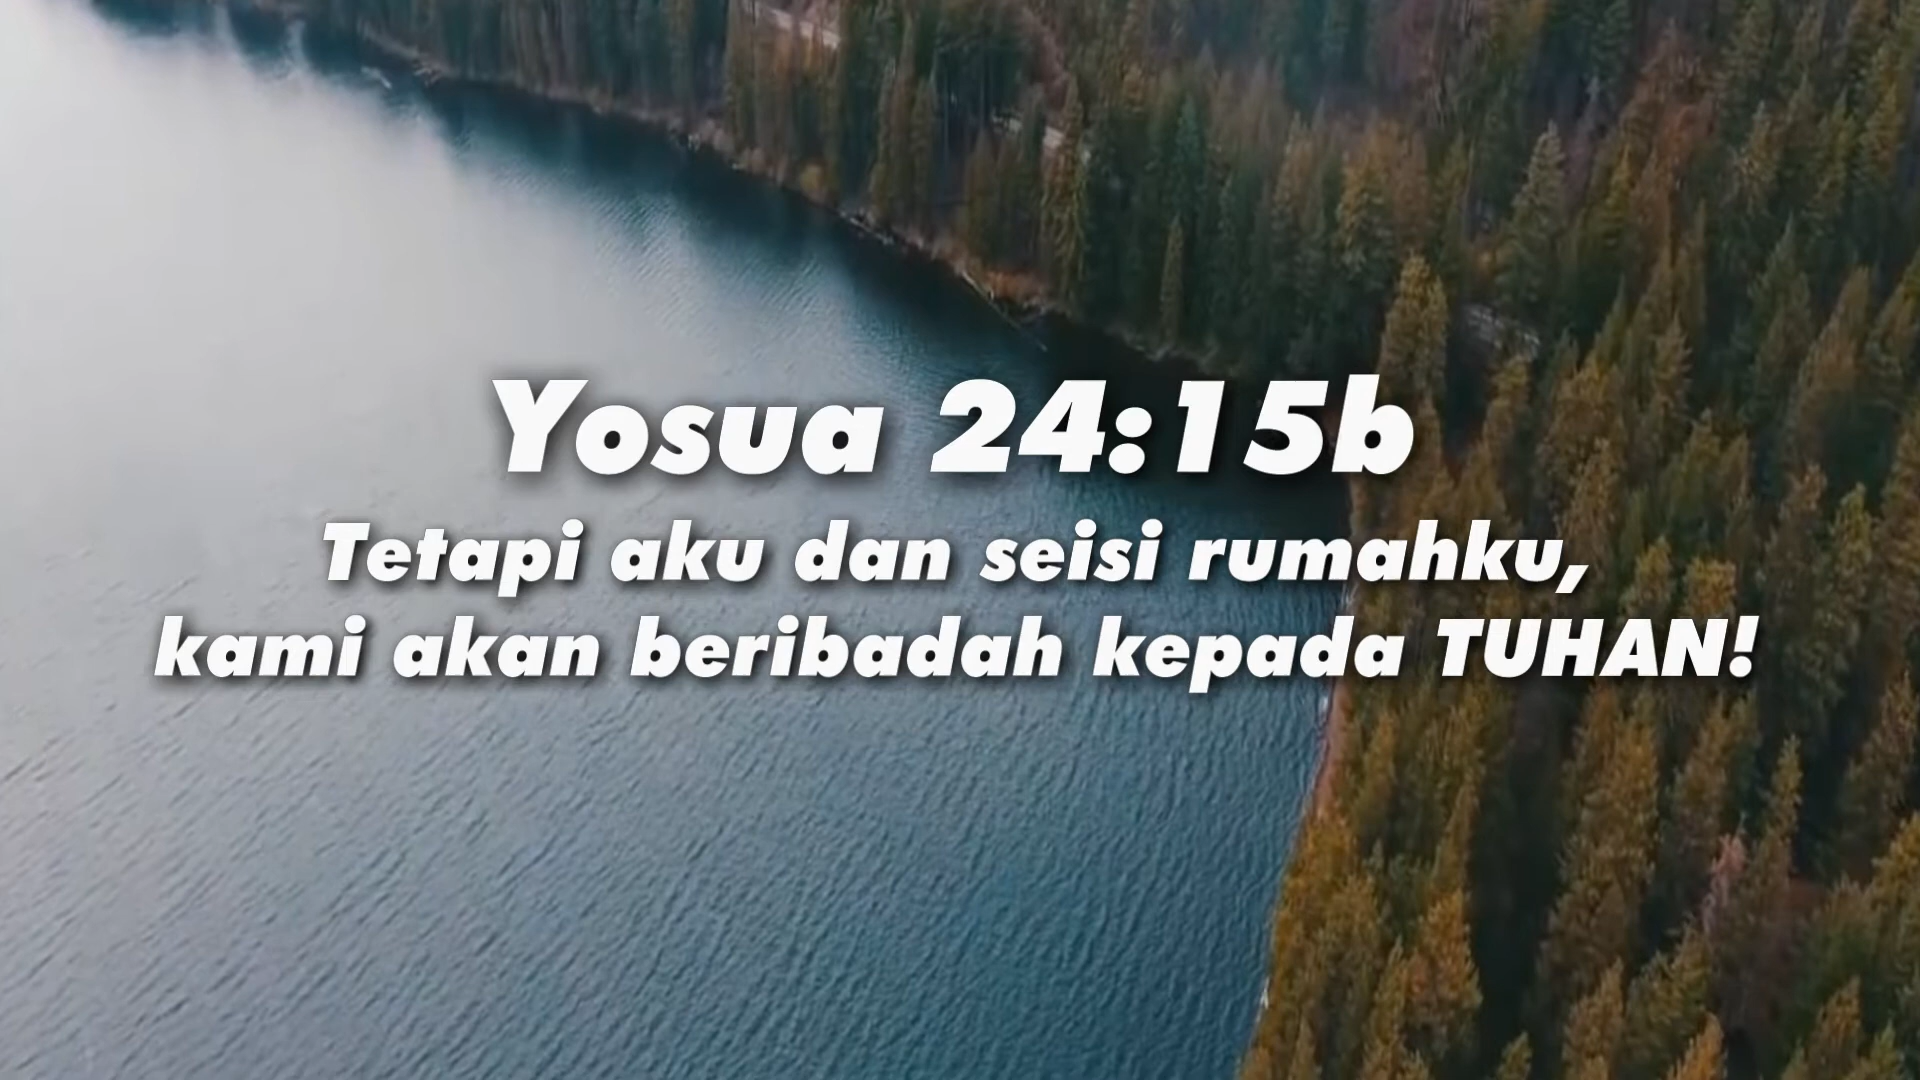 Yosua 24:15b
Tetapi aku dan seisi rumahku,
kami akan beribadah kepada TUHAN!